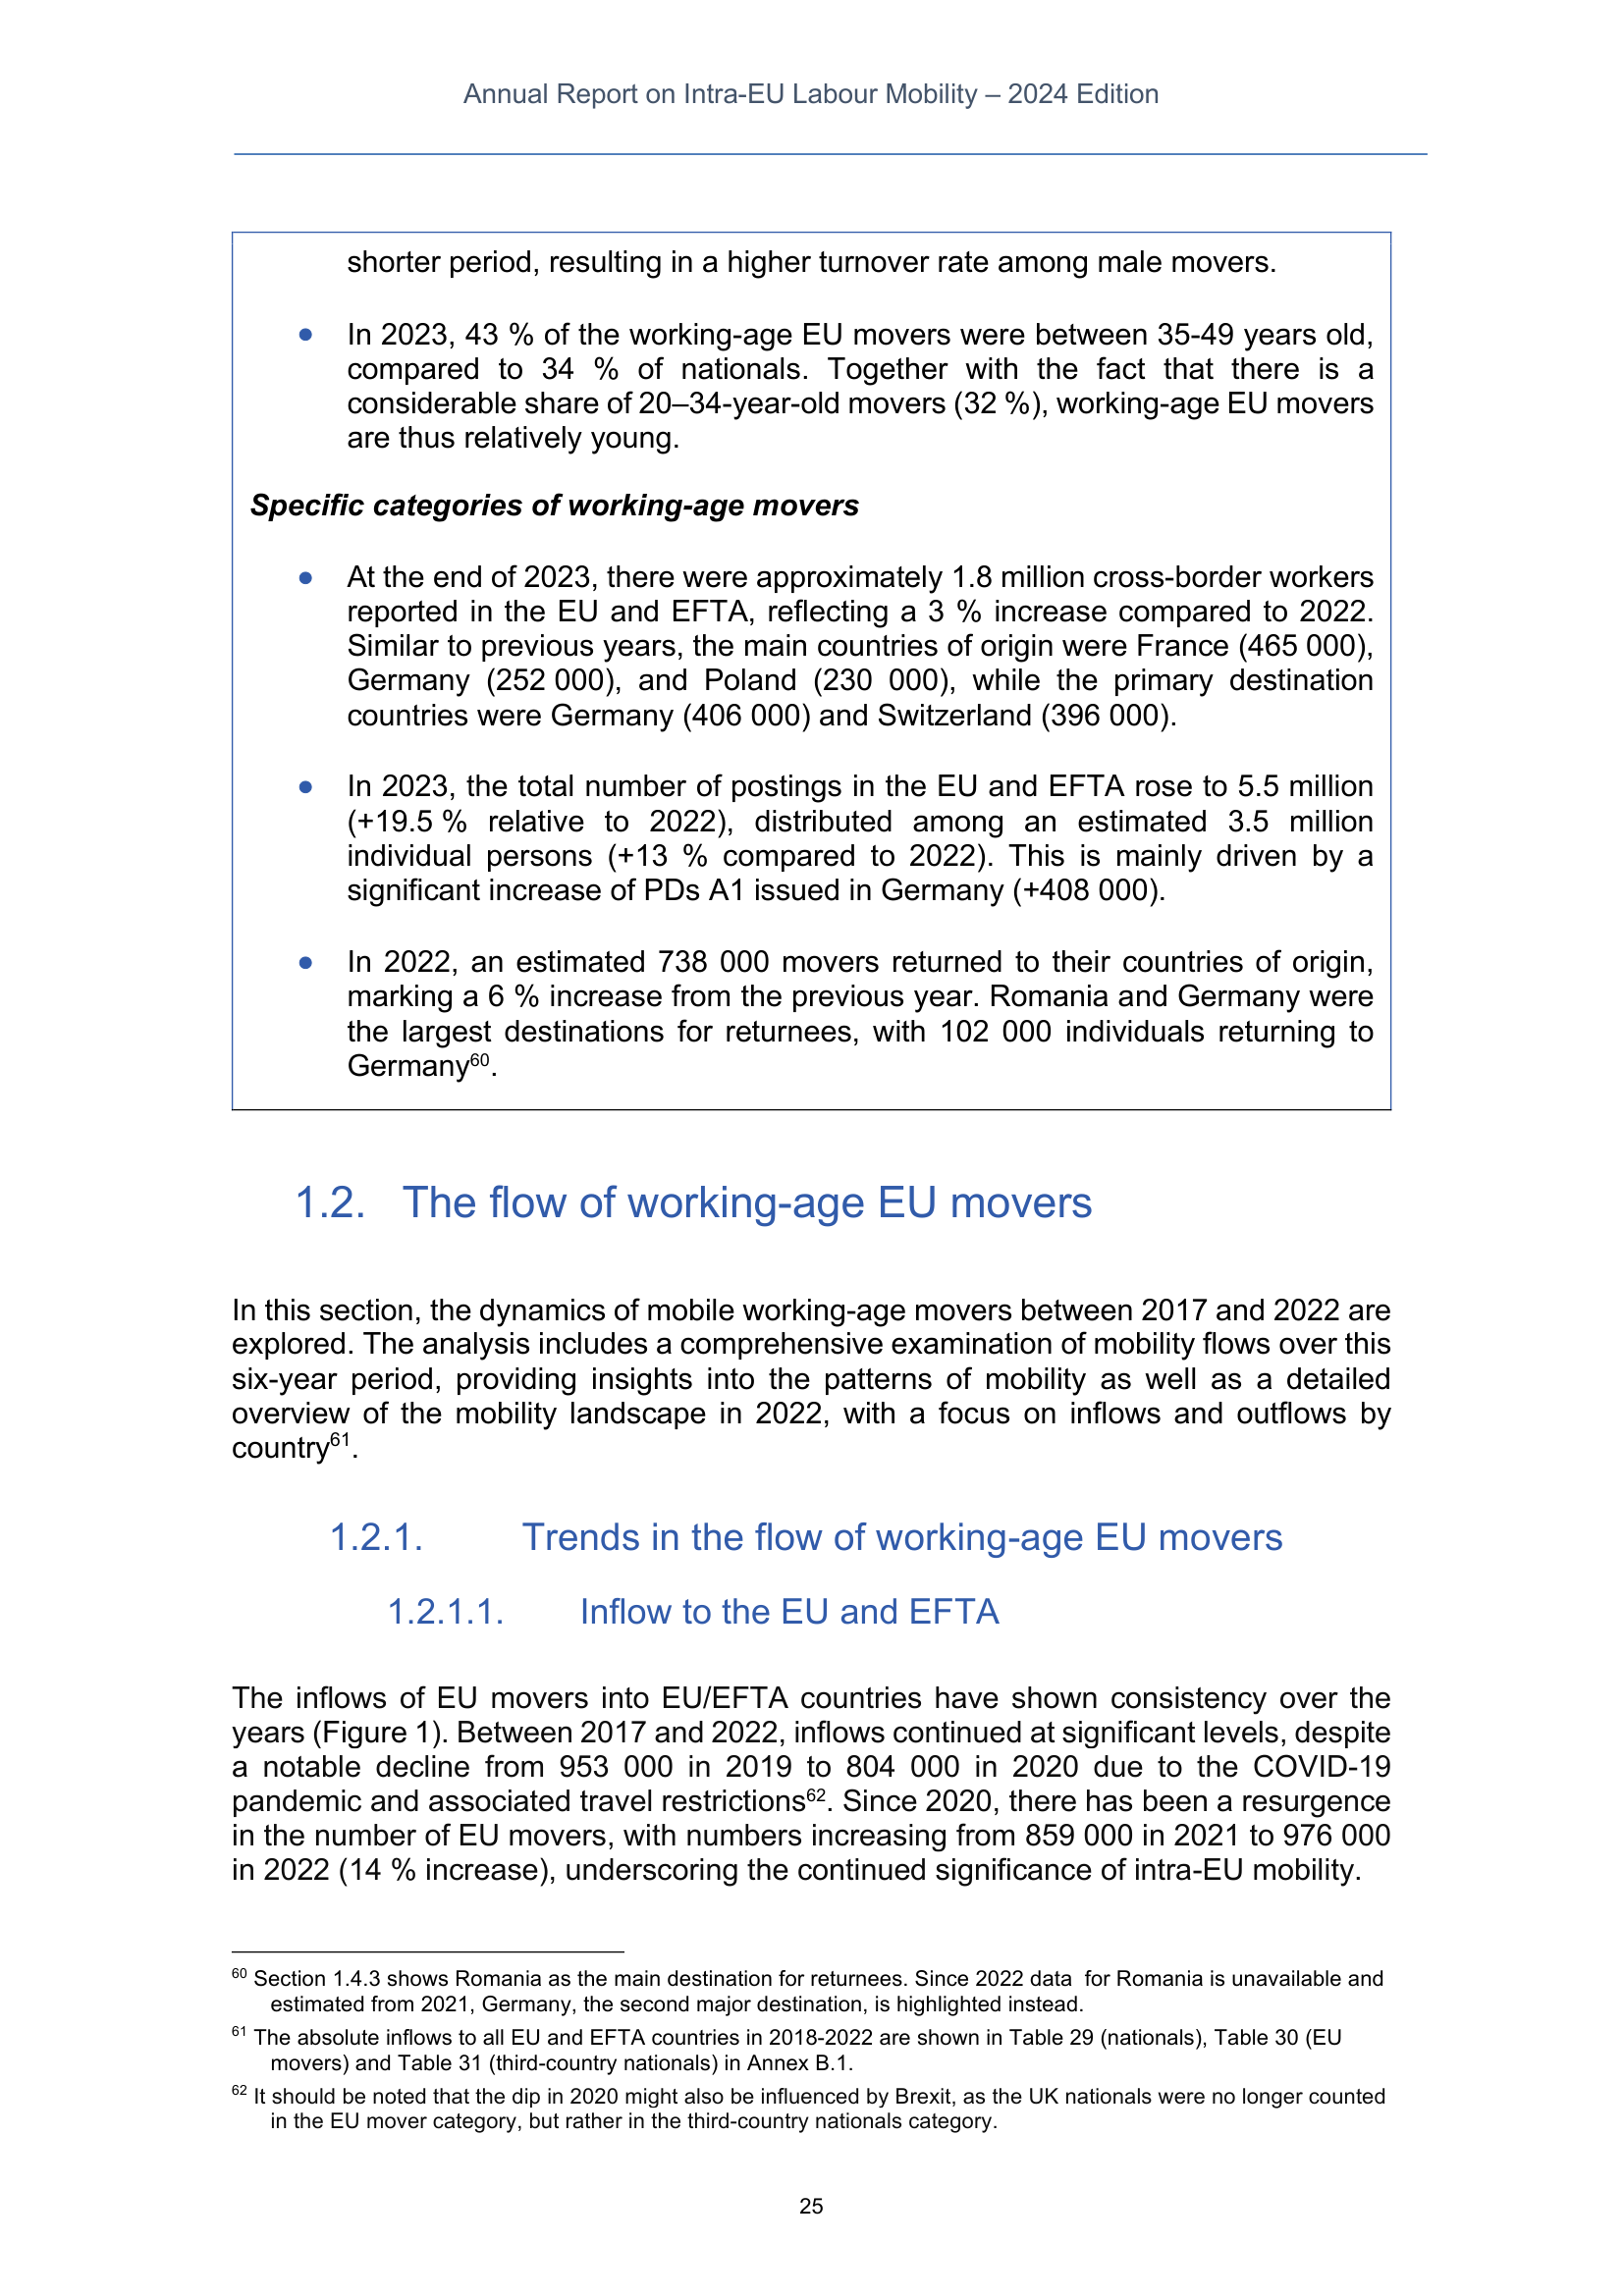 Annual Report on Intra-EU Labour Mobility – 2024 Edition
shorter period, resulting in a higher turnover rate among male movers.
● In 2023, 43 % of the working-age EU movers were between 35-49 years old,
compared to 34 % of nationals. Together with the fact that there is a
considerable share of 20–34-year-old movers (32 %), working-age EU movers
are thus relatively young.
Specific categories of working-age movers
● At the end of 2023, there were approximately 1.8 million cross-border workers
reported in the EU and EFTA, reflecting a 3 % increase compared to 2022.
Similar to previous years, the main countries of origin were France (465 000),
Germany (252 000), and Poland (230 000), while the primary destination
countries were Germany (406 000) and Switzerland (396 000).
● In 2023, the total number of postings in the EU and EFTA rose to 5.5 million
(+19.5 % relative to 2022), distributed among an estimated 3.5 million
individual persons (+13 % compared to 2022). This is mainly driven by a
significant increase of PDs A1 issued in Germany (+408 000).
● In 2022, an estimated 738 000 movers returned to their countries of origin,
marking a 6 % increase from the previous year. Romania and Germany were
the largest destinations for returnees, with 102 000 individuals returning to
Germany60.
1.2. The flow of working-age EU movers
In this section, the dynamics of mobile working-age movers between 2017 and 2022 are
explored. The analysis includes a comprehensive examination of mobility flows over this
six-year period, providing insights into the patterns of mobility as well as a detailed
overview of the mobility landscape in 2022, with a focus on inflows and outflows by
country61.
1.2.1. Trends in the flow of working-age EU movers
1.2.1.1. Inflow to the EU and EFTA
The inflows of EU movers into EU/EFTA countries have shown consistency over the
years (Figure 1). Between 2017 and 2022, inflows continued at significant levels, despite
a notable decline from 953 000 in 2019 to 804 000 in 2020 due to the COVID-19
pandemic and associated travel restrictions62. Since 2020, there has been a resurgence
in the number of EU movers, with numbers increasing from 859 000 in 2021 to 976 000
in 2022 (14 % increase), underscoring the continued significance of intra-EU mobility.
60 Section 1.4.3 shows Romania as the main destination for returnees. Since 2022 data for Romania is unavailable and
estimated from 2021, Germany, the second major destination, is highlighted instead.
61 The absolute inflows to all EU and EFTA countries in 2018-2022 are shown in Table 29 (nationals), Table 30 (EU
movers) and Table 31 (third-country nationals) in Annex B.1.
62 It should be noted that the dip in 2020 might also be influenced by Brexit, as the UK nationals were no longer counted
in the EU mover category, but rather in the third-country nationals category.
25